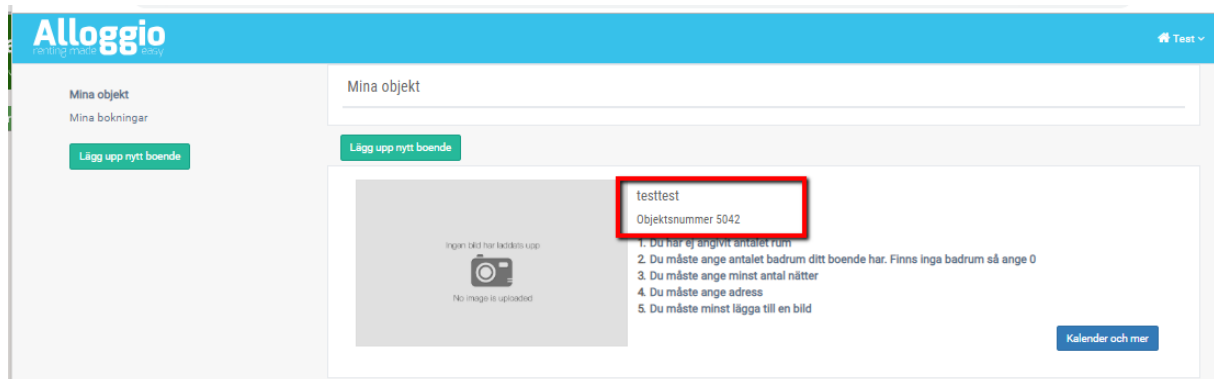 Alloggio
renting made easy
Test
Mina objekt
Mina bokningar
Lägg upp nytt boende
Mina objekt
Lägg upp nytt boende
Ingen bild har laddats upp
No image is uploaded
testtest
Objektsnummer 5042
1. Du har ej angivit antalet rum
2. Du måste ange antalet badrum ditt boende har. Finns inga badrum så ange 0
3. Du måste ange minst antal nätter
4. Du måste ange adress
5. Du måste minst lägga till en bild
Kalender och mer